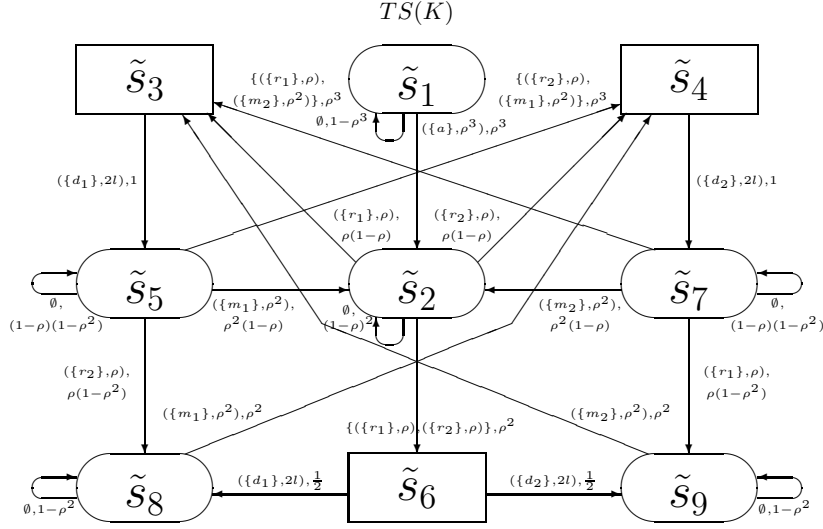 TS(K)
s̃₃
s̃₁
s̃₄
{({r₁},ρ),
({m₂},ρ²)},ρ³
{({r₂},ρ),
({m₁},ρ²)},ρ³
∅,1−ρ³
({a},ρ³),ρ³
({d₁},2l),1
({d₂},2l),1
({r₁},ρ),
ρ(1−ρ)
({r₂},ρ),
ρ(1−ρ)
s̃₅
s̃₂
s̃₇
∅,
(1−ρ)(1−ρ²)
({m₁},ρ²),
ρ²(1−ρ)
∅,
(1−ρ)²
({m₂},ρ²),
ρ²(1−ρ)
∅,
(1−ρ)(1−ρ²)
({r₂},ρ),
ρ(1−ρ²)
({r₁},ρ),
ρ(1−ρ²)
({m₁},ρ²),ρ²
({m₂},ρ²),ρ²
{({r₁},ρ),({r₂},ρ)},ρ²
s̃₈
s̃₆
s̃₉
∅,1−ρ²
({d₁},2l),½
({d₂},2l),½
∅,1−ρ²